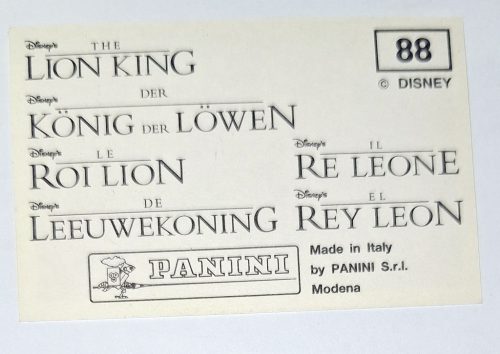 Disney's THE
LION KING
88
© DISNEY
Disney's DER
KÖNIG DER LÖWEN
Disney's LE
ROI LION
Disney's IL
RE LEONE
Disney's DE
LEEUWEKONING
Disney's EL
REY LEON
PANINI
Made in Italy
by PANINI S.r.l.
Modena